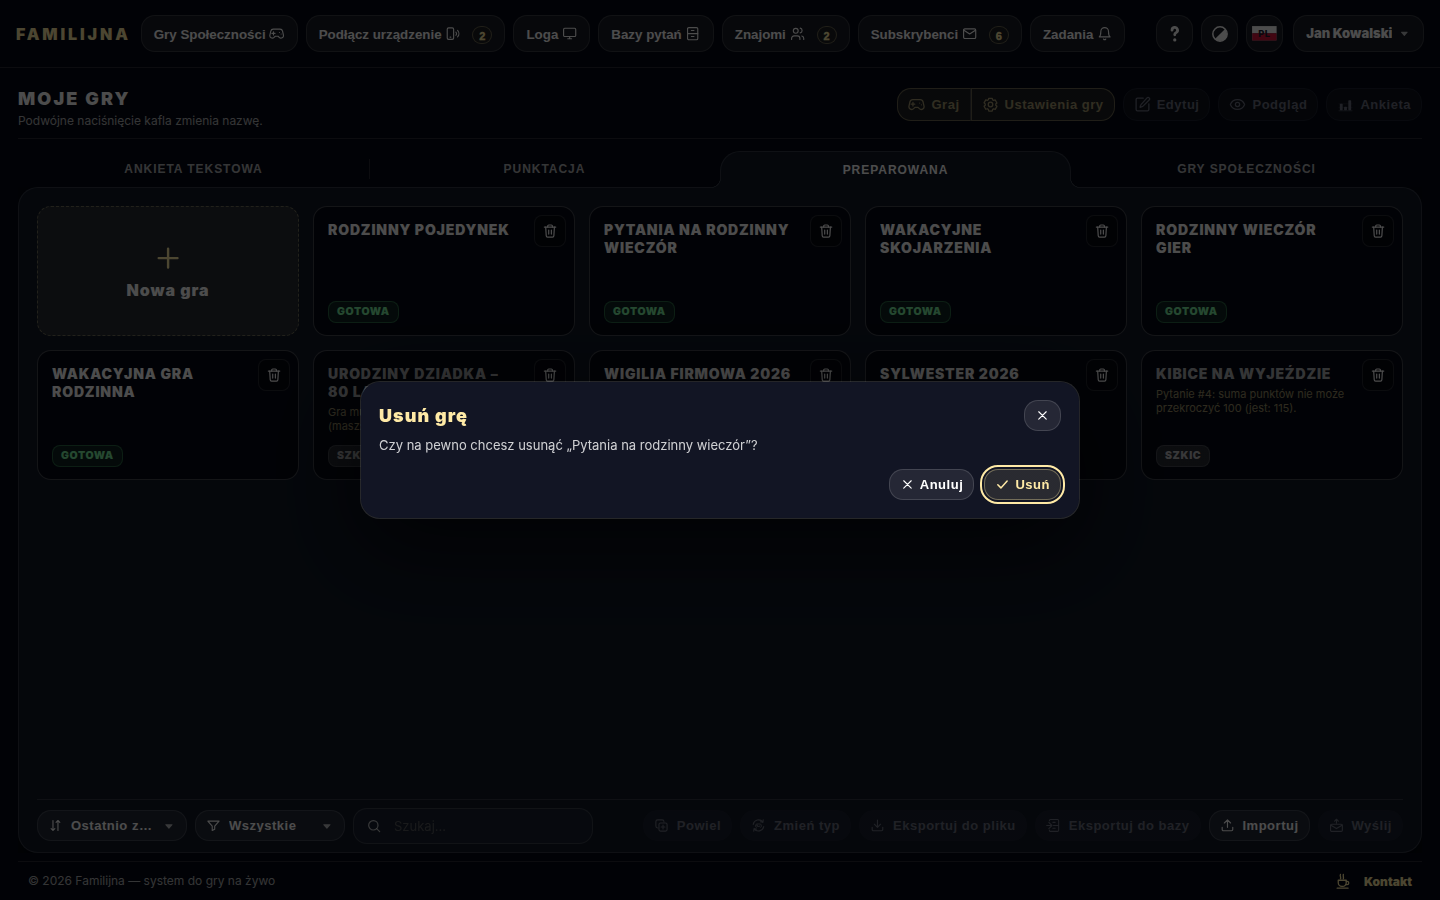 FAMILIJNA
Gry Społeczności
Podłącz urządzenie 2
Loga
Bazy pytań
Znajomi 2
Subskrybenci 6
Zadania
?
PL
Jan Kowalski
MOJE GRY
Podwójne naciśnięcie kafla zmienia nazwę.
Graj
Ustawienia gry
Edytuj
Podgląd
Ankieta
ANKIETA TEKSTOWA
PUNKTACJA
PREPAROWANA
GRY SPOŁECZNOŚCI
Nowa gra
RODZINNY POJEDYNEK
GOTOWA
PYTANIA NA RODZINNY
WIECZÓR
GOTOWA
WAKACYJNE
SKOJARZENIA
GOTOWA
RODZINNY WIECZÓR
GIER
GOTOWA
WAKACYJNA GRA
RODZINNA
GOTOWA
URODZINY DZIADKA –
80
Gra
(masz
WIGILIA FIRMOWA 2026
SYLWESTER 2026
KIBICE NA WYJEŹDZIE
Pytanie #4: suma punktów nie może
przekroczyć 100 (jest: 115).
SZKIC
Usuń grę
Czy na pewno chcesz usunąć „Pytania na rodzinny wieczór”?
Anuluj
Usuń
Ostatnio z...
Wszystkie
Szukaj...
Powiel
Zmień typ
Eksportuj do pliku
Eksportuj do bazy
Importuj
Wyślij
© 2026 Familijna — system do gry na żywo
Kontakt